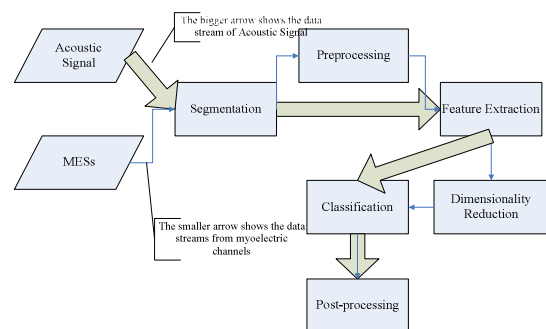 The bigger arrow shows the data
stream of Acoustic Signal
Acoustic
Signal
Preprocessing
Segmentation
Feature Extraction
MESs
Classification
Dimensionality
Reduction
The smaller arrow shows the data
streams from myoelectric
channels
Post-processing